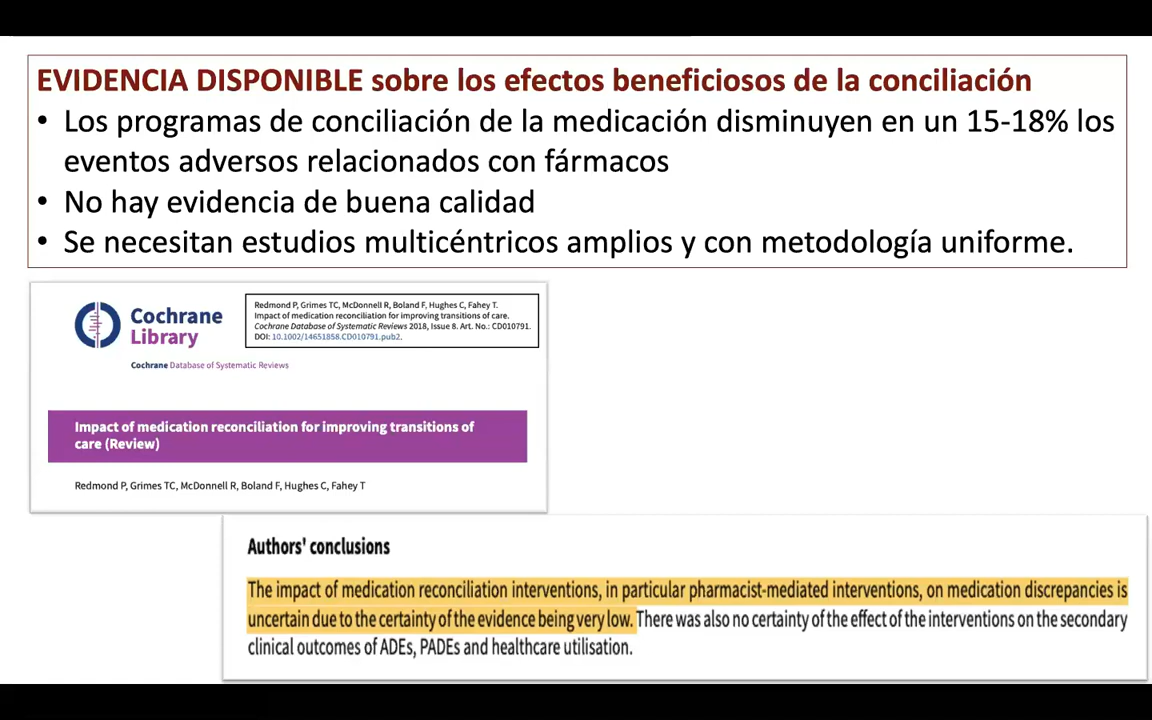 EVIDENCIA DISPONIBLE sobre los efectos beneficiosos de la conciliación
• Los programas de conciliación de la medicación disminuyen en un 15-18% los
eventos adversos relacionados con fármacos
• No hay evidencia de buena calidad
• Se necesitan estudios multicéntricos amplios y con metodología uniforme.
Cochrane
Library
Cochrane Database of Systematic Reviews
Redmond P, Grimes TC, McDonnell R, Boland F, Hughes C, Fahey T.
Impact of medication reconciliation for improving transitions of care.
Cochrane Database of Systematic Reviews 2018, Issue 8. Art. No.: CD010791.
DOI: 10.1002/14651858.CD010791.pub2.
Impact of medication reconciliation for improving transitions of
care (Review)
Redmond P, Grimes TC, McDonnell R, Boland F, Hughes C, Fahey T
Authors' conclusions
The impact of medication reconciliation interventions, in particular pharmacist-mediated interventions, on medication discrepancies is
uncertain due to the certainty of the evidence being very low. There was also no certainty of the effect of the interventions on the secondary
clinical outcomes of ADEs, PADEs and healthcare utilisation.